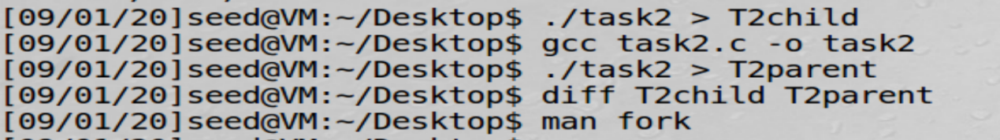 [09/01/20]seed@VM:~/Desktop$ ./task2 > T2child
[09/01/20]seed@VM:~/Desktop$ gcc task2.c -o task2
[09/01/20]seed@VM:~/Desktop$ ./task2 > T2parent
[09/01/20]seed@VM:~/Desktop$ diff T2child T2parent
[09/01/20]seed@VM:~/Desktop$ man fork